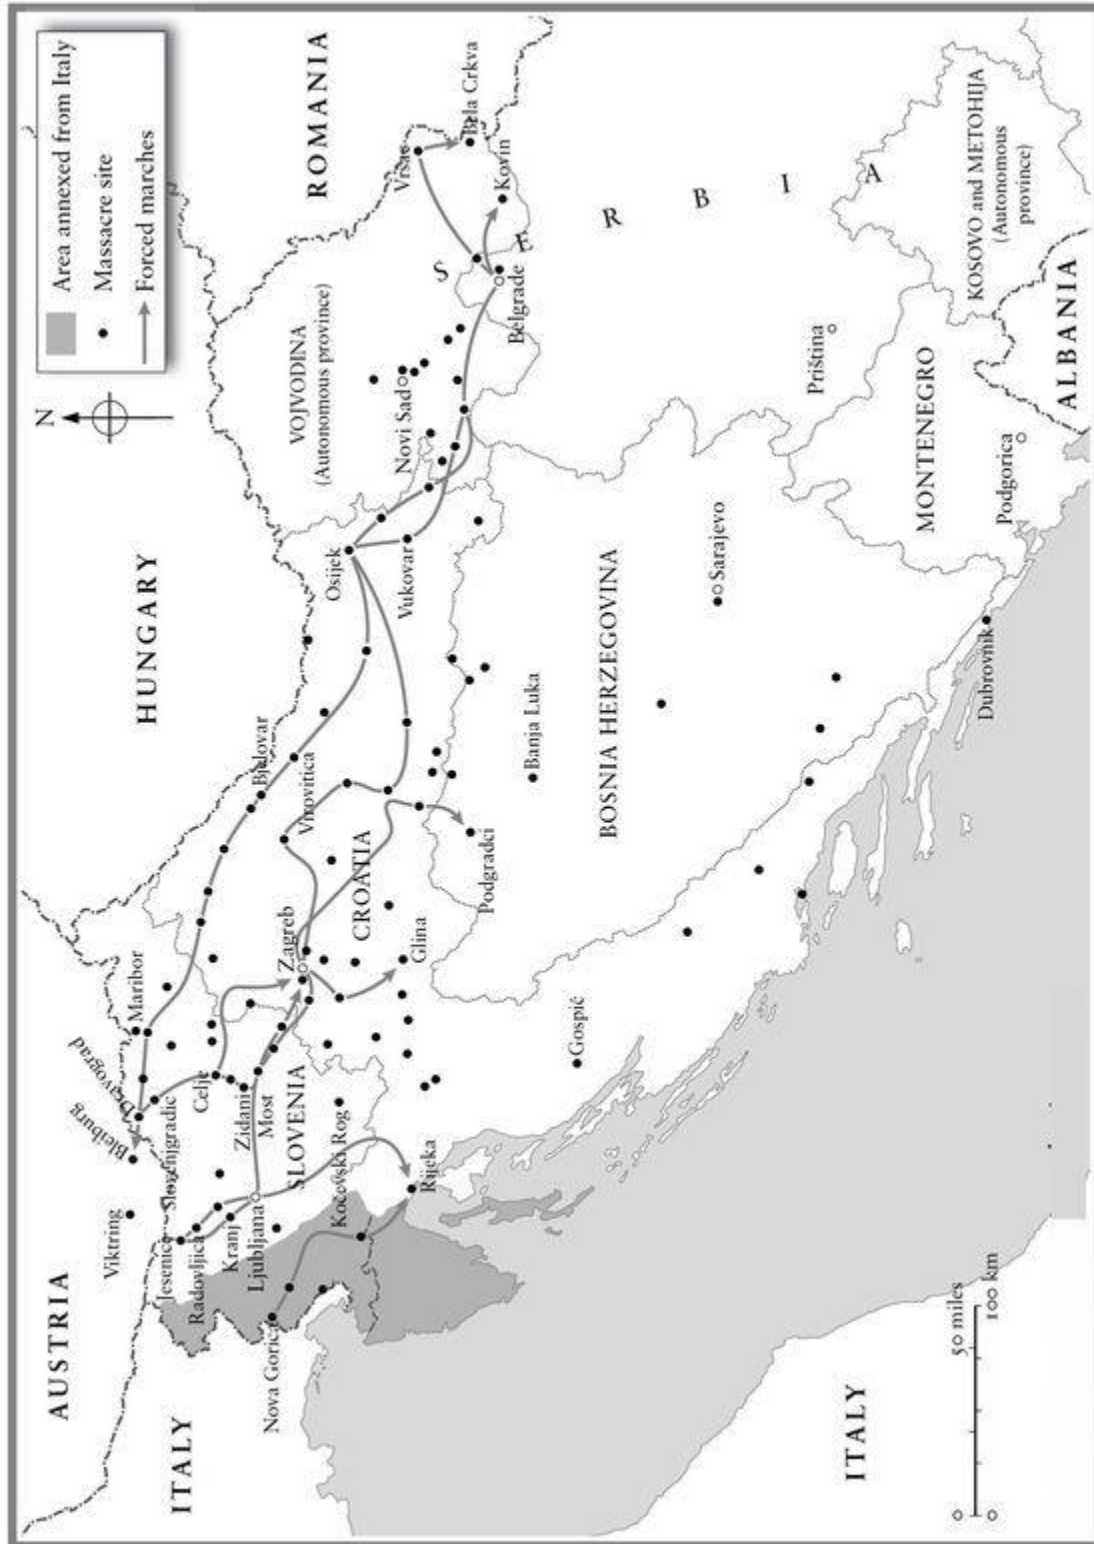 Area annexed from Italy
Massacre site
Forced marches
N
AUSTRIA
HUNGARY
ROMANIA
ITALY
VOJVODINA
(Autonomous province)
Viktring
Bleiburg
Dravograd
Maribor
Slovenjgradic
Jesenice
Radovljica
Kranj
Ljubljana
Celje
Zidani
Most
SLOVENIA
Kočevski Rog
Nova Gorica
Rijeka
Zagreb
CROATIA
Glina
Bjelovar
Virovitica
Podgradci
Osijek
Vukovar
Novi Sad
Belgrade
Vršac
Bela Crkva
Kovin
SERBIA
Gospić
Banja Luka
BOSNIA HERZEGOVINA
Sarajevo
Dubrovnik
MONTENEGRO
Podgorica
Priština
KOSOVO and METOHIJA
(Autonomous
province)
ALBANIA
ITALY
0 50 miles
0 100 km